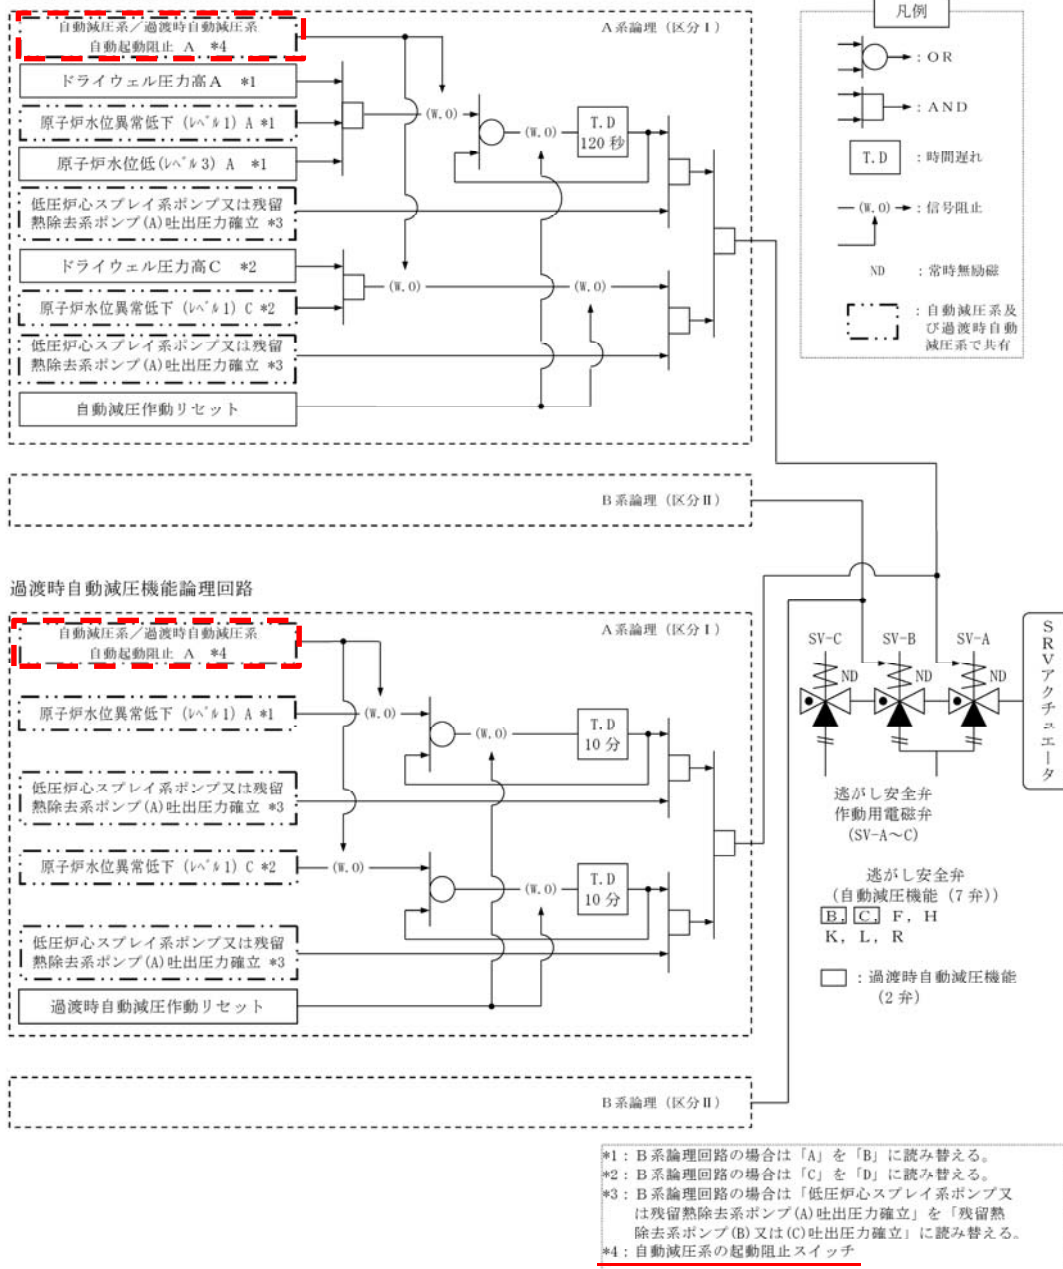 自動減圧系／過渡時自動減圧系
自動起動阻止 A *4
A系論理（区分Ⅰ）
ドライウェル圧力高A *1
原子炉水位異常低下（ﾚﾍﾞﾙ1）A *1
原子炉水位低(ﾚﾍﾞﾙ3) A *1
低圧炉心スプレイ系ポンプ又は残留
熱除去系ポンプ(A)吐出圧力確立 *3
ドライウェル圧力高C *2
原子炉水位異常低下（ﾚﾍﾞﾙ1）C *2
低圧炉心スプレイ系ポンプ又は残留
熱除去系ポンプ(A)吐出圧力確立 *3
自動減圧作動リセット
(W.O)
(W.O)
T.D
120秒
(W.O)
(W.O)
凡例
：OR
：AND
T.D ：時間遅れ
(W.O) ：信号阻止
ND ：常時無励磁
：自動減圧系及
び過渡時自動
減圧系で共有
B系論理（区分Ⅱ）
過渡時自動減圧機能論理回路
自動減圧系／過渡時自動減圧系
自動起動阻止 A *4
A系論理（区分Ⅰ）
原子炉水位異常低下（ﾚﾍﾞﾙ1）A *1
低圧炉心スプレイ系ポンプ又は残留
熱除去系ポンプ(A)吐出圧力確立 *3
原子炉水位異常低下（ﾚﾍﾞﾙ1）C *2
低圧炉心スプレイ系ポンプ又は残留
熱除去系ポンプ(A)吐出圧力確立 *3
過渡時自動減圧作動リセット
(W.O)
(W.O)
T.D
10分
(W.O)
(W.O)
T.D
10分
B系論理（区分Ⅱ）
SV-C SV-B SV-A
ND ND ND
SRVアクチュエータ
逃がし安全弁
作動用電磁弁
(SV-A～C)
逃がし安全弁
（自動減圧機能（7弁））
B, C, F, H
K, L, R
：過渡時自動減圧機能
（2弁）
*1：B系論理回路の場合は「A」を「B」に読み替える。
*2：B系論理回路の場合は「C」を「D」に読み替える。
*3：B系論理回路の場合は「低圧炉心スプレイ系ポンプ又
は残留熱除去系ポンプ(A)吐出圧力確立」を「残留熱
除去系ポンプ(B)又は(C)吐出圧力確立」に読み替える。
*4：自動減圧系の起動阻止スイッチ